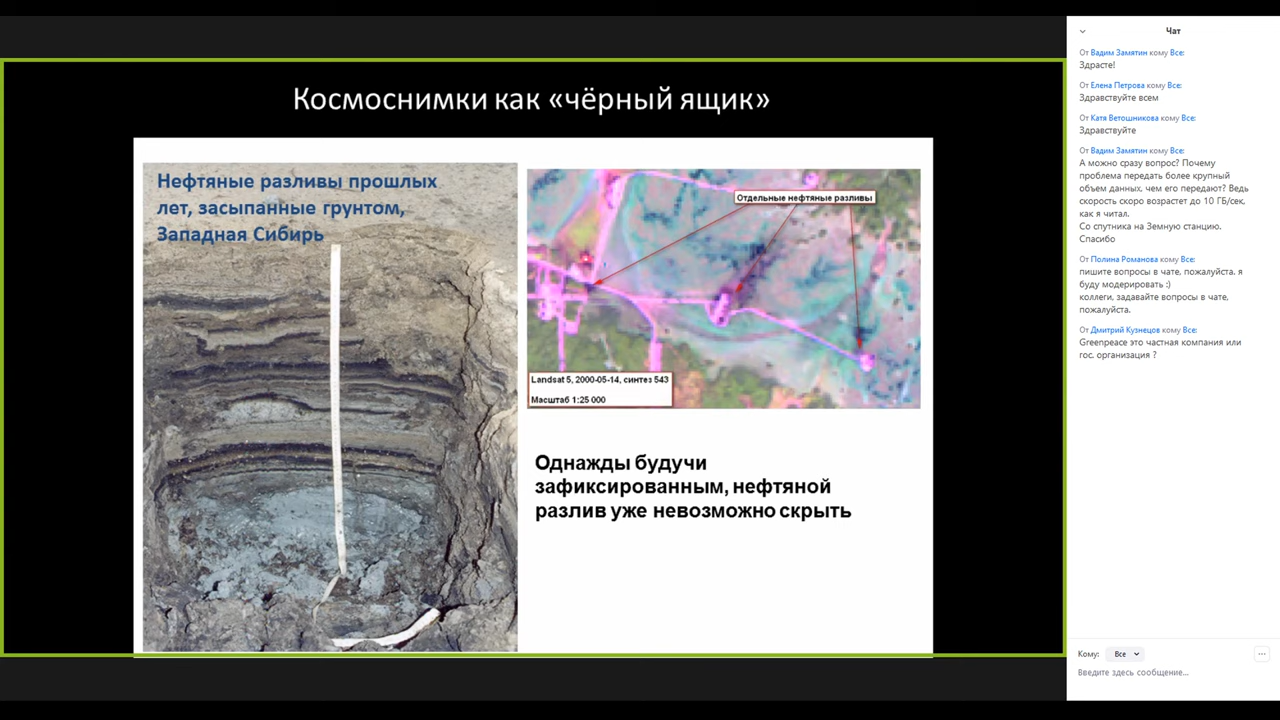 Космоснимки как «чёрный ящик»
Нефтяные разливы прошлых
лет, засыпанные грунтом,
Западная Сибирь
Отдельные нефтяные разливы
Landsat 5, 2000-05-14, синтез 543
Масштаб 1:25 000
Однажды будучи
зафиксированным, нефтяной
разлив уже невозможно скрыть
Чат
От Вадим Замятин кому Все:
Здрасте!
От Елена Петрова кому Все:
Здравствуйте всем
От Катя Ветошникова кому Все:
Здравствуйте
От Вадим Замятин кому Все:
А можно сразу вопрос? Почему
проблема передать более крупный
объем данных, чем его передают? Ведь
скорость скоро возрастет до 10 ГБ/сек,
как я читал.
Со спутника на Земную станцию.
Спасибо
От Полина Романова кому Все:
пишите вопросы в чате, пожалуйста. я
буду модерировать :)
коллеги, задавайте вопросы в чате,
пожалуйста.
От Дмитрий Кузнецов кому Все:
Greenpeace это частная компания или
гос. организация ?
Кому: Все
Введите здесь сообщение...